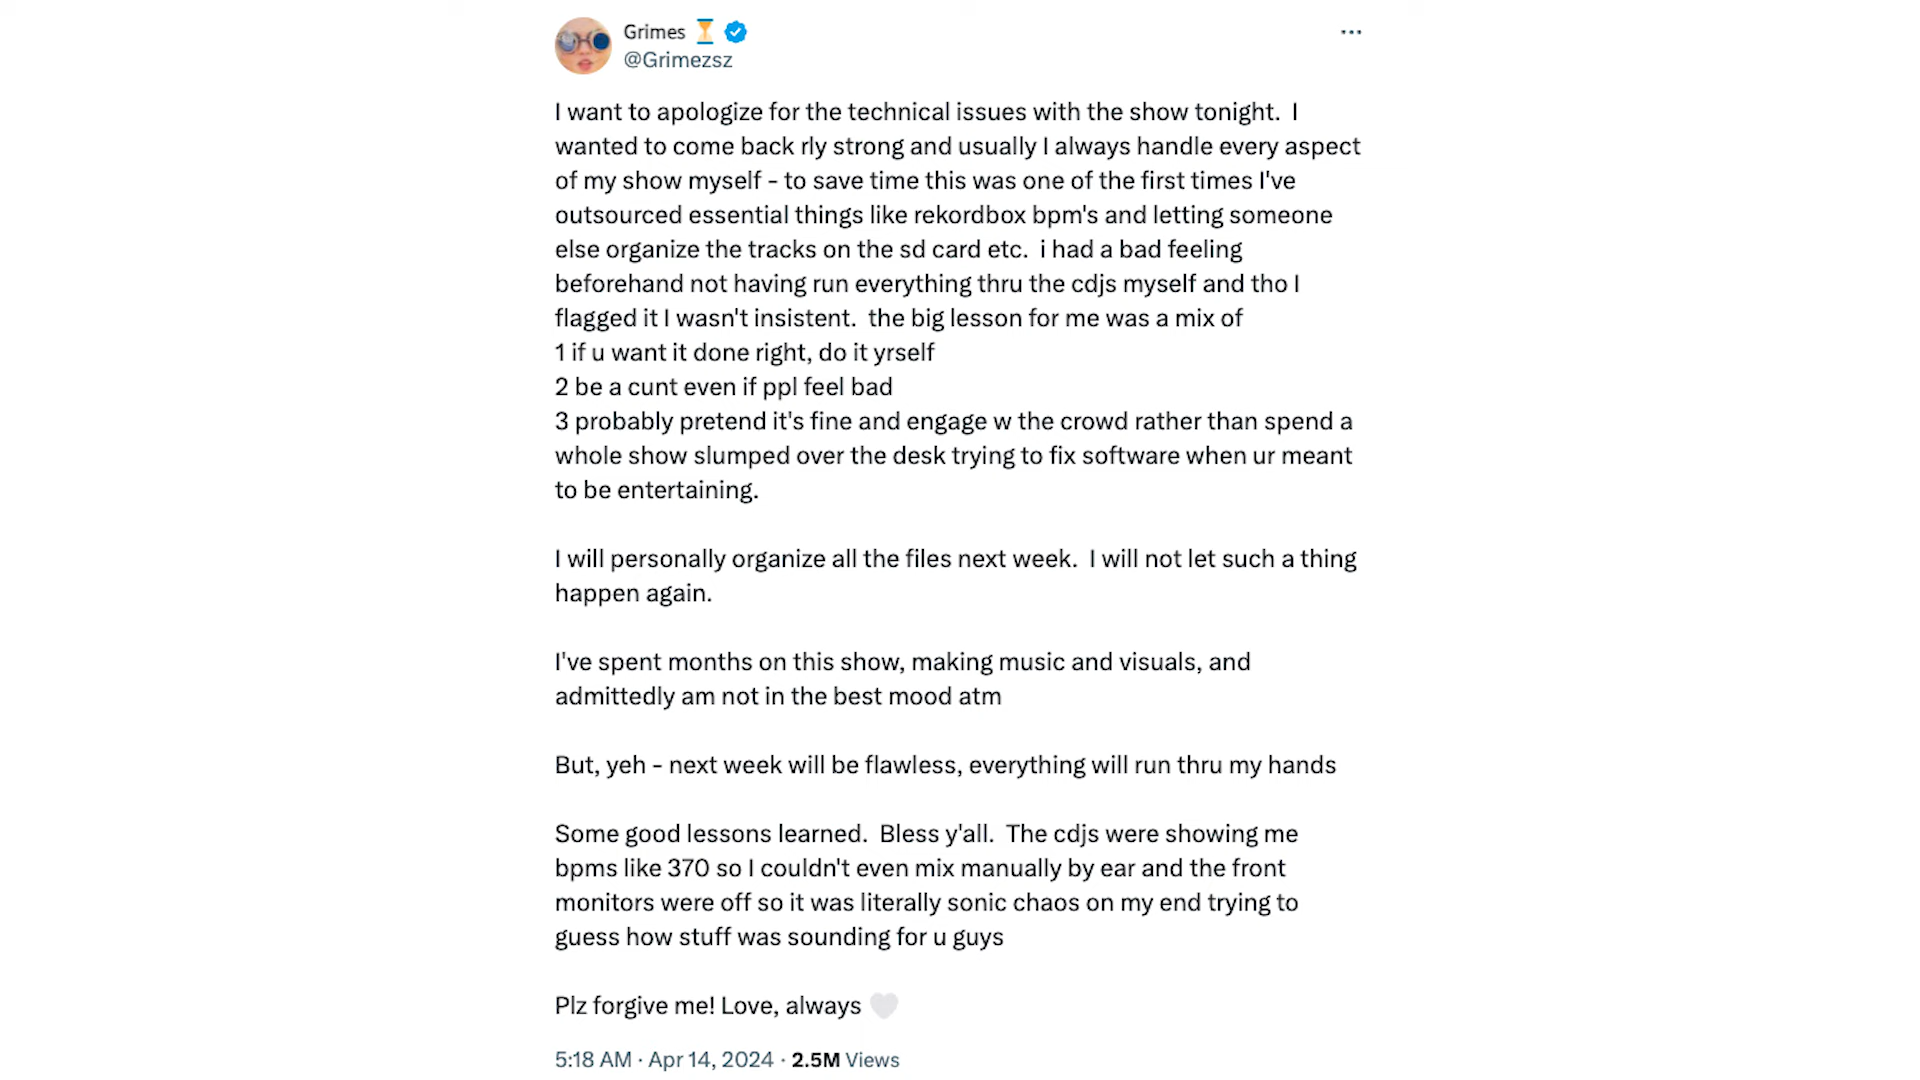 Grimes ⏳
@Grimezsz
I want to apologize for the technical issues with the show tonight.  I
wanted to come back rly strong and usually I always handle every aspect
of my show myself - to save time this was one of the first times I've
outsourced essential things like rekordbox bpm's and letting someone
else organize the tracks on the sd card etc.  i had a bad feeling
beforehand not having run everything thru the cdjs myself and tho I
flagged it I wasn't insistent.  the big lesson for me was a mix of
1 if u want it done right, do it yrself
2 be a cunt even if ppl feel bad
3 probably pretend it's fine and engage w the crowd rather than spend a
whole show slumped over the desk trying to fix software when ur meant
to be entertaining.
I will personally organize all the files next week.  I will not let such a thing
happen again.
I've spent months on this show, making music and visuals, and
admittedly am not in the best mood atm
But, yeh - next week will be flawless, everything will run thru my hands
Some good lessons learned.  Bless y'all.  The cdjs were showing me
bpms like 370 so I couldn't even mix manually by ear and the front
monitors were off so it was literally sonic chaos on my end trying to
guess how stuff was sounding for u guys
Plz forgive me! Love, always 🤍
5:18 AM · Apr 14, 2024 · 2.5M Views